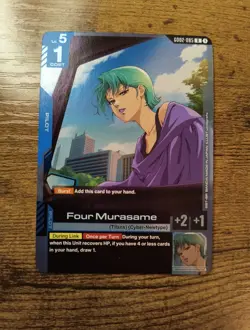 Lv. 5
GD02-085 R
1
COST
PILOT
Burst Add this card to your hand.
Four Murasame
(Titans) (Cyber-Newtype)
+2 +1
During Link Once per Turn During your turn,
when this Unit recovers HP, if you have 4 or less cards
in your hand, draw 1.